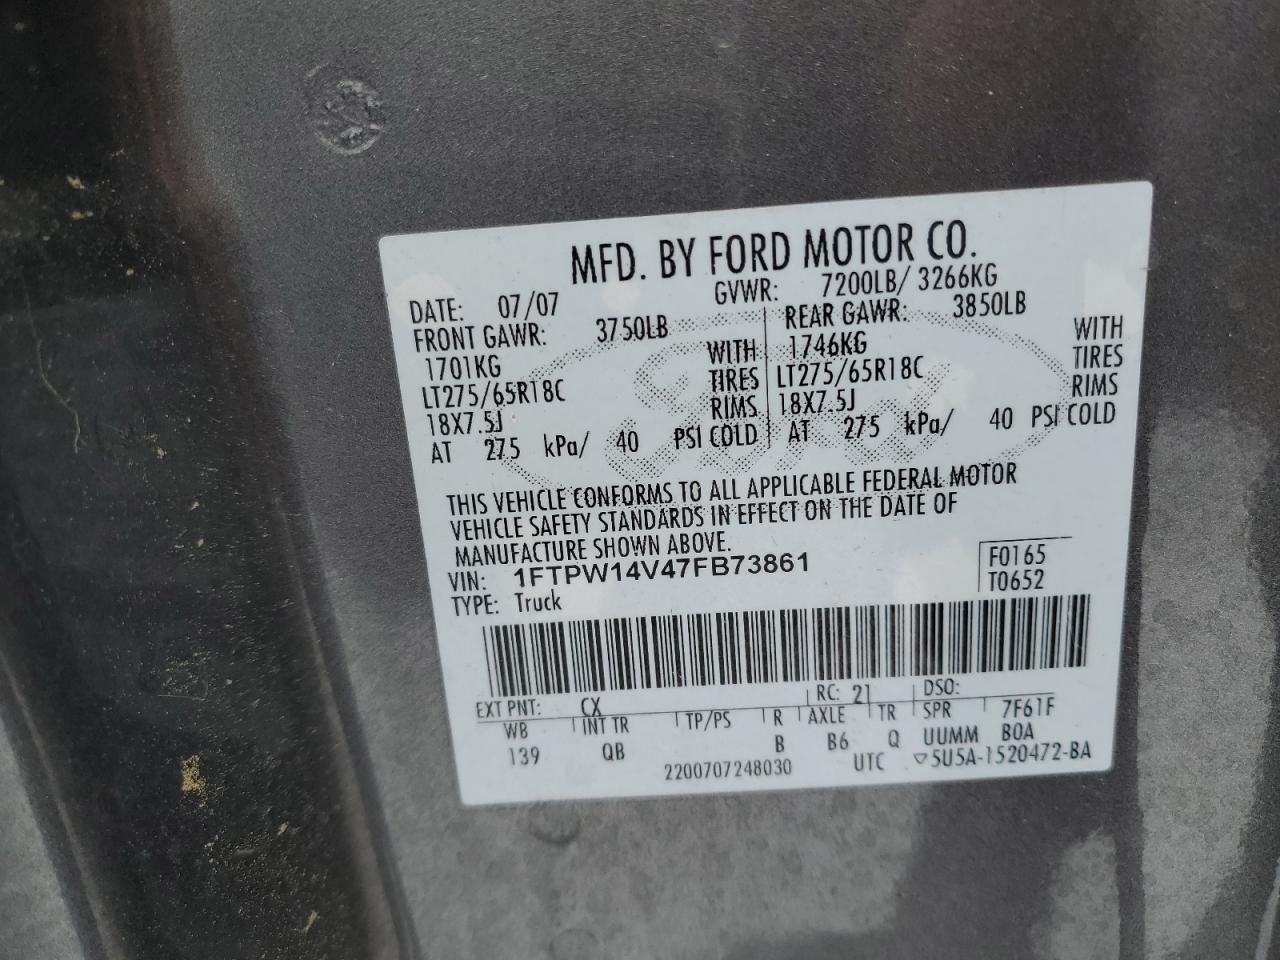 MFD. BY FORD MOTOR CO.
DATE: 07/07 GVWR: 7200LB/ 3266KG
FRONT GAWR: 3750LB REAR GAWR: 3850LB
1701KG WITH 1746KG WITH
LT275/65R18C TIRES LT275/65R18C TIRES
18X7.5J RIMS 18X7.5J RIMS
AT 275 kPa/ 40 PSI COLD AT 275 kPa/ 40 PSI COLD
THIS VEHICLE CONFORMS TO ALL APPLICABLE FEDERAL MOTOR
VEHICLE SAFETY STANDARDS IN EFFECT ON THE DATE OF
MANUFACTURE SHOWN ABOVE.
VIN: 1FTPW14V47FB73861 F0165
TYPE: Truck T0652
EXT PNT: CX RC: 21 DSO:
WB INT TR TP/PS R AXLE TR SPR 7F61F
139 QB B B6 Q UUMM B0A
2200707248030 UTC ▽5U5A-1520472-BA
Ford